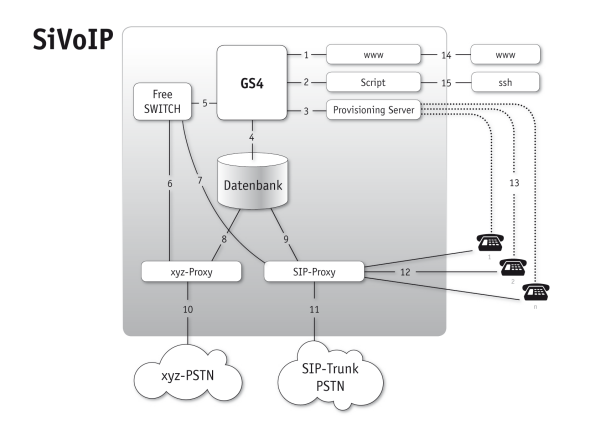 SiVoIP
1
www
14
www
GS4
2
Script
15
ssh
Free
SWITCH
5
3
Provisioning Server
4
6
7
13
Datenbank
8
9
1
xyz-Proxy
SIP-Proxy
12
2
n
10
11
xyz-PSTN
SIP-Trunk
PSTN